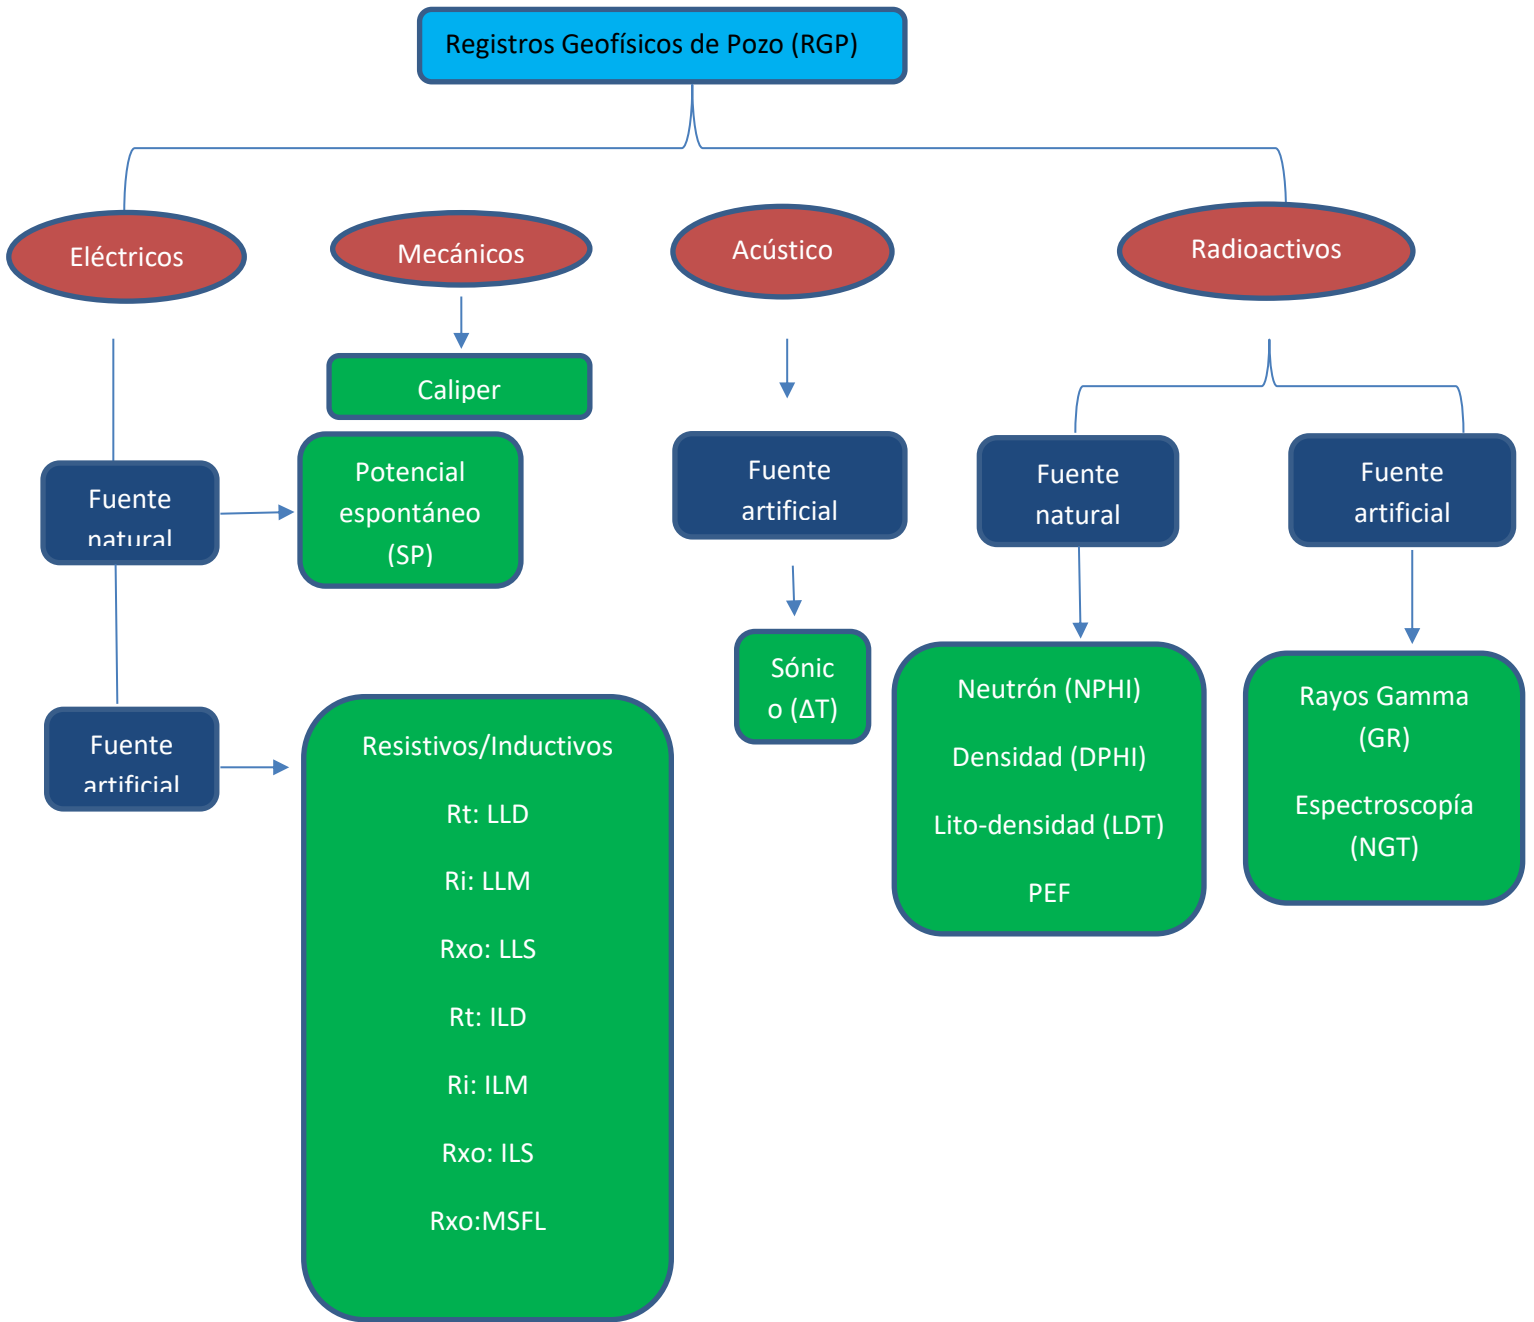 Registros Geofísicos de Pozo (RGP)
Eléctricos
Mecánicos
Acústico
Radioactivos
Caliper
Fuente
natural
Potencial
espontáneo
(SP)
Fuente
artificial
Fuente
natural
Fuente
artificial
Fuente
artificial
Resistivos/Inductivos
Rt: LLD
Ri: LLM
Rxo: LLS
Rt: ILD
Ri: ILM
Rxo: ILS
Rxo:MSFL
Sónic
o (ΔT)
Neutrón (NPHI)
Densidad (DPHI)
Lito-densidad (LDT)
PEF
Rayos Gamma
(GR)
Espectroscopía
(NGT)